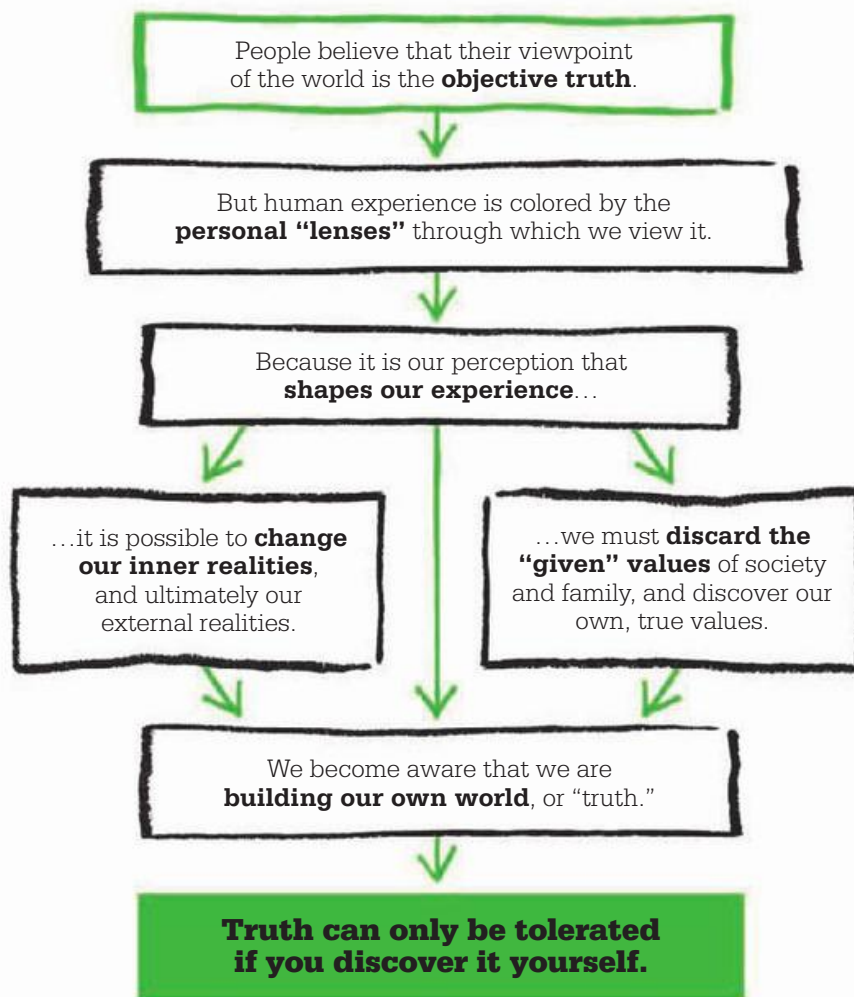 People believe that their viewpoint
of the world is the objective truth.
But human experience is colored by the
personal “lenses” through which we view it.
Because it is our perception that
shapes our experience…
…it is possible to change
our inner realities,
and ultimately our
external realities.
…we must discard the
“given” values of society
and family, and discover our
own, true values.
We become aware that we are
building our own world, or “truth.”
Truth can only be tolerated
if you discover it yourself.